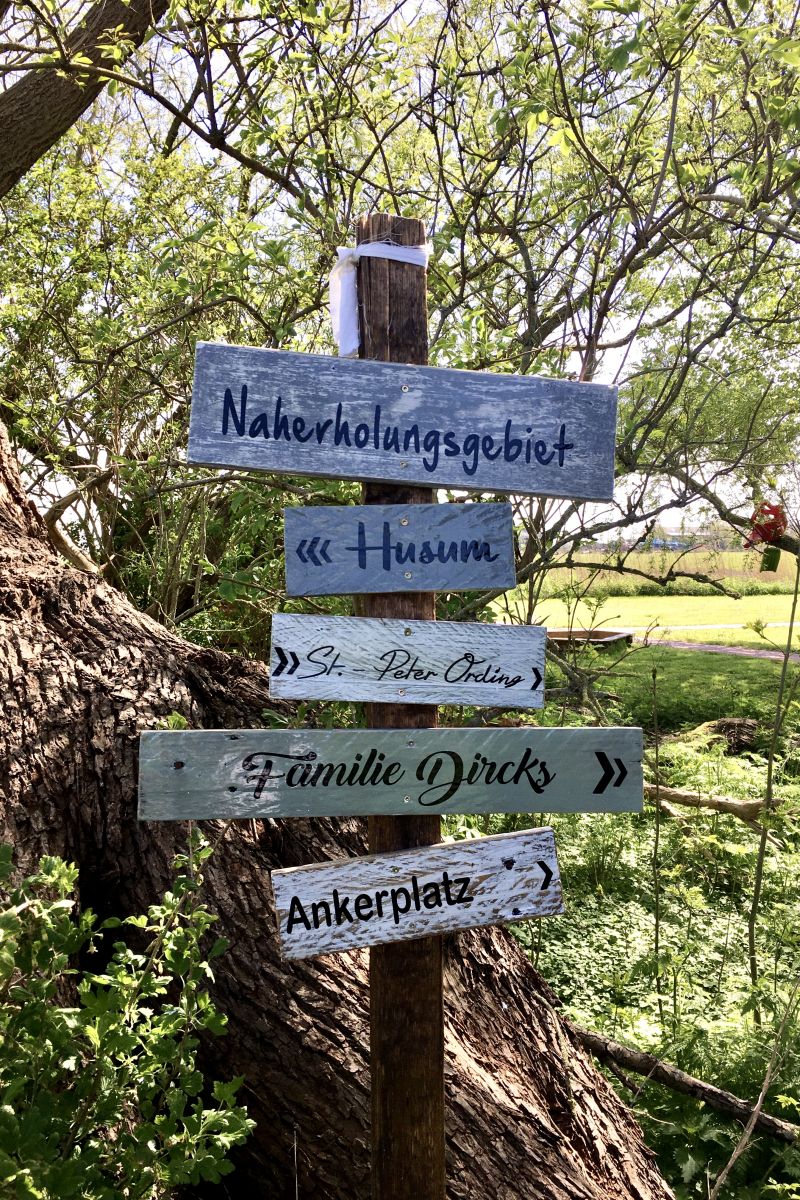 Naherholungsgebiet
‹‹‹ Husum
›› St. - Peter Ording ›
Familie Dircks ››
Ankerplatz ›